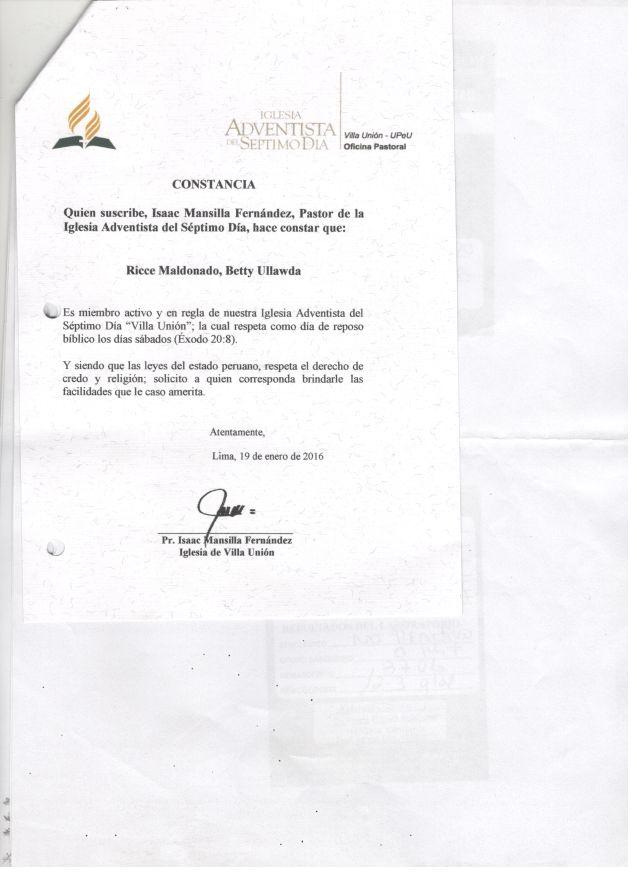 IGLESIA
ADVENTISTA
DEL SÉPTIMO DÍA
Villa Unión - UPeU
Oficina Pastoral
CONSTANCIA
Quien suscribe, Isaac Mansilla Fernández, Pastor de la
Iglesia Adventista del Séptimo Día, hace constar que:
Ricce Maldonado, Betty Ullawda
Es miembro activo y en regla de nuestra Iglesia Adventista del
Séptimo Día “Villa Unión”; la cual respeta como día de reposo
bíblico los días sábados (Éxodo 20:8).
Y siendo que las leyes del estado peruano, respeta el derecho de
credo y religión; solicito a quien corresponda brindarle las
facilidades que le caso amerita.
Atentamente,
Lima, 19 de enero de 2016
Pr. Isaac Mansilla Fernández
Iglesia de Villa Unión